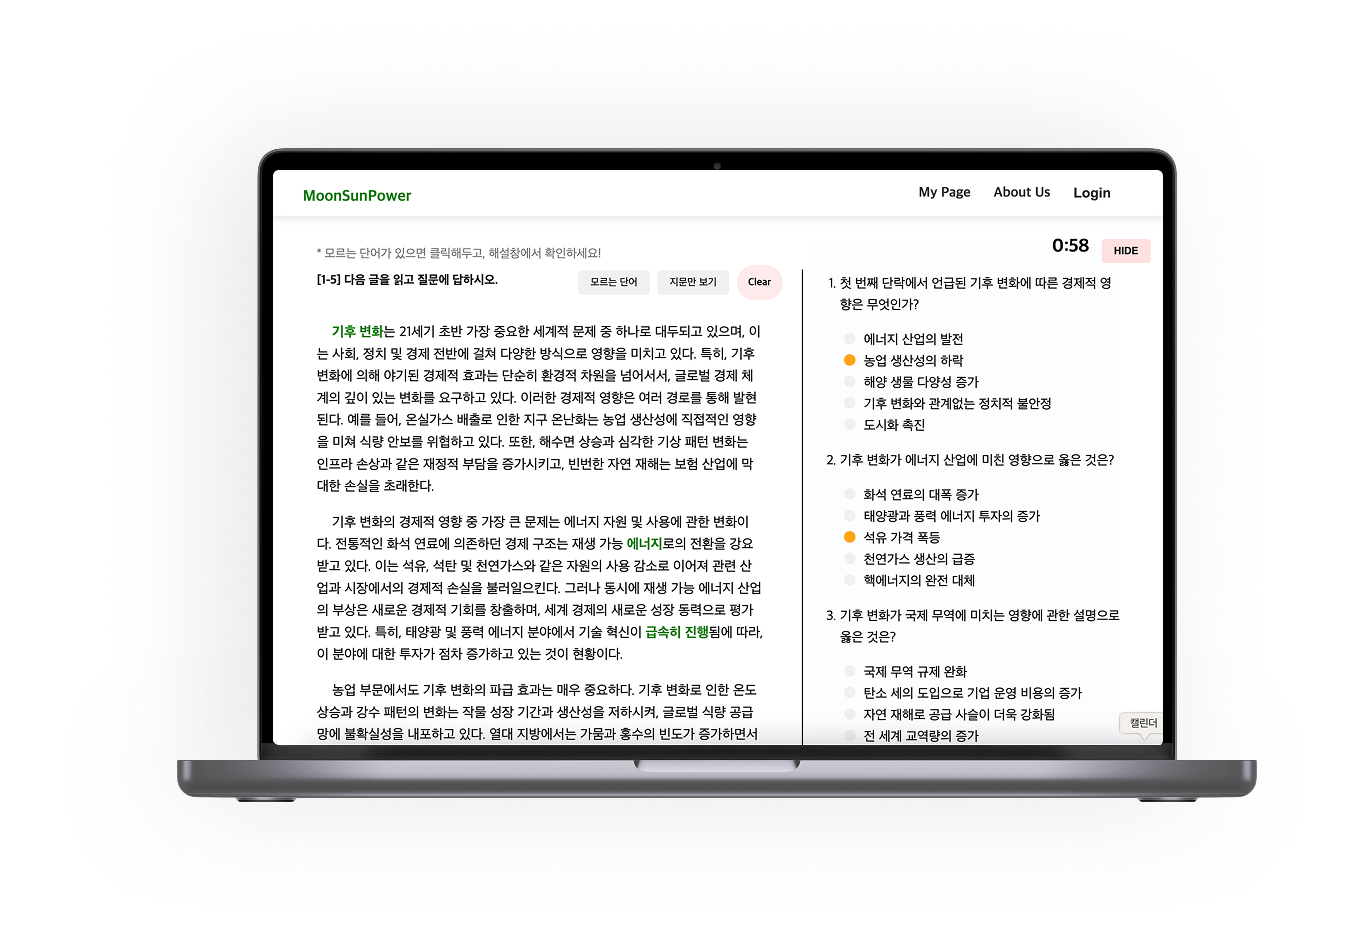 MoonSunPower
My Page About Us Login
* 모르는 단어가 있으면 클릭해두고, 해설창에서 확인하세요!
[1-5] 다음 글을 읽고 질문에 답하시오.
모르는 단어 지문만 보기 Clear
기후 변화는 21세기 초반 가장 중요한 세계적 문제 중 하나로 대두되고 있으며, 이
는 사회, 정치 및 경제 전반에 걸쳐 다양한 방식으로 영향을 미치고 있다. 특히, 기후
변화에 의해 야기된 경제적 효과는 단순히 환경적 차원을 넘어서서, 글로벌 경제 체
계의 깊이 있는 변화를 요구하고 있다. 이러한 경제적 영향은 여러 경로를 통해 발현
된다. 예를 들어, 온실가스 배출로 인한 지구 온난화는 농업 생산성에 직접적인 영향
을 미쳐 식량 안보를 위협하고 있다. 또한, 해수면 상승과 심각한 기상 패턴 변화는
인프라 손상과 같은 재정적 부담을 증가시키고, 빈번한 자연 재해는 보험 산업에 막
대한 손실을 초래한다.
기후 변화의 경제적 영향 중 가장 큰 문제는 에너지 자원 및 사용에 관한 변화이
다. 전통적인 화석 연료에 의존하던 경제 구조는 재생 가능 에너지로의 전환을 강요
받고 있다. 이는 석유, 석탄 및 천연가스와 같은 자원의 사용 감소로 이어져 관련 산
업과 시장에서의 경제적 손실을 불러일으킨다. 그러나 동시에 재생 가능 에너지 산업
의 부상은 새로운 경제적 기회를 창출하며, 세계 경제의 새로운 성장 동력으로 평가
받고 있다. 특히, 태양광 및 풍력 에너지 분야에서 기술 혁신이 급속히 진행됨에 따라,
이 분야에 대한 투자가 점차 증가하고 있는 것이 현황이다.
농업 부문에서도 기후 변화의 파급 효과는 매우 중요하다. 기후 변화로 인한 온도
상승과 강수 패턴의 변화는 작물 성장 기간과 생산성을 저하시켜, 글로벌 식량 공급
망에 불확실성을 내포하고 있다. 열대 지방에서는 가뭄과 홍수의 빈도가 증가하면서
0:58 HIDE
1. 첫 번째 단락에서 언급된 기후 변화에 따른 경제적 영
향은 무엇인가?
에너지 산업의 발전
농업 생산성의 하락
해양 생물 다양성 증가
기후 변화와 관계없는 정치적 불안정
도시화 촉진
2. 기후 변화가 에너지 산업에 미친 영향으로 옳은 것은?
화석 연료의 대폭 증가
태양광과 풍력 에너지 투자의 증가
석유 가격 폭등
천연가스 생산의 급증
핵에너지의 완전 대체
3. 기후 변화가 국제 무역에 미치는 영향에 관한 설명으로
옳은 것은?
국제 무역 규제 완화
탄소 세의 도입으로 기업 운영 비용의 증가
자연 재해로 공급 사슬이 더욱 강화됨
전 세계 교역량의 증가
캘린더